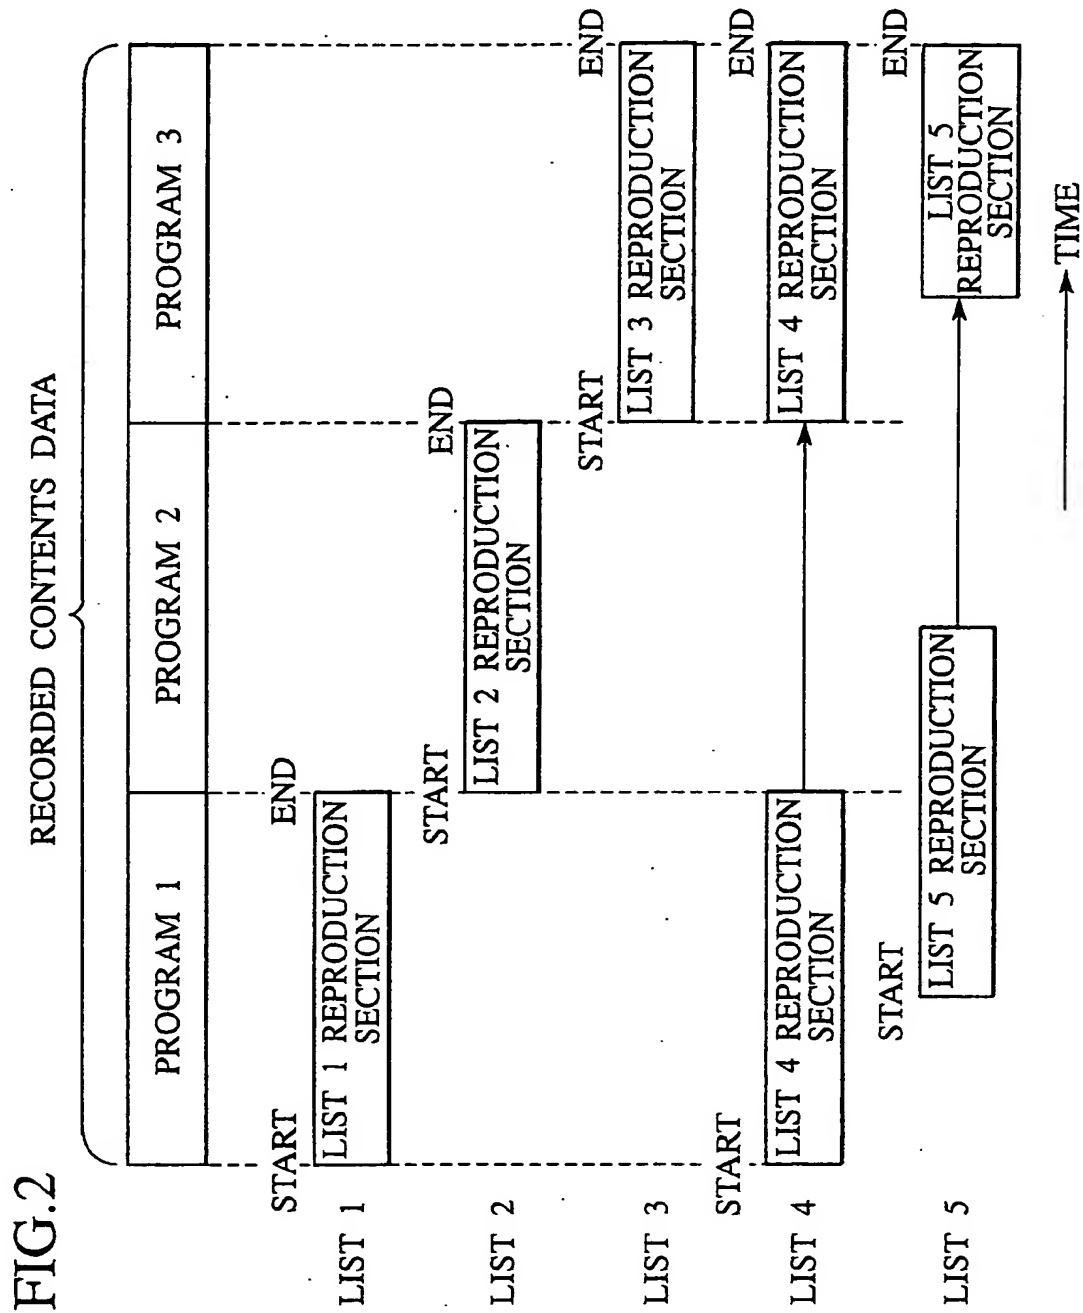 FIG.2
RECORDED CONTENTS DATA
PROGRAM 1
PROGRAM 2
PROGRAM 3
START
END
LIST 1
LIST 1 REPRODUCTION
SECTION
START
END
LIST 2
LIST 2 REPRODUCTION
SECTION
START
END
LIST 3
LIST 3 REPRODUCTION
SECTION
START
END
LIST 4
LIST 4 REPRODUCTION
SECTION
LIST 4 REPRODUCTION
SECTION
START
END
LIST 5
LIST 5 REPRODUCTION
SECTION
LIST 5
REPRODUCTION
SECTION
TIME